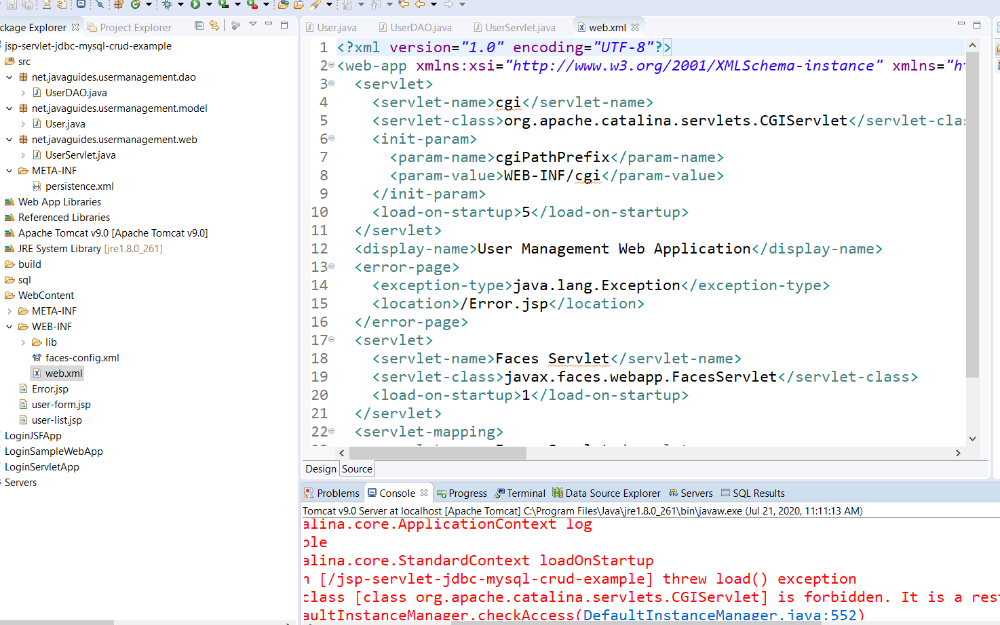 ckage Explorer
Project Explorer
jsp-servlet-jdbc-mysql-crud-example
src
net.javaguides.usermanagement.dao
UserDAO.java
net.javaguides.usermanagement.model
User.java
net.javaguides.usermanagement.web
UserServlet.java
META-INF
persistence.xml
Web App Libraries
Referenced Libraries
Apache Tomcat v9.0 [Apache Tomcat v9.0]
JRE System Library [jre1.8.0_261]
build
sql
WebContent
META-INF
WEB-INF
lib
faces-config.xml
web.xml
Error.jsp
user-form.jsp
user-list.jsp
LoginJSFApp
LoginSampleWebApp
LoginServletApp
Servers
User.java
UserDAO.java
UserServlet.java
web.xml
1 <?xml version="1.0" encoding="UTF-8"?>
2 <web-app xmlns:xsi="http://www.w3.org/2001/XMLSchema-instance" xmlns="ht
3 <servlet>
4 <servlet-name>cgi</servlet-name>
5 <servlet-class>org.apache.catalina.servlets.CGIServlet</servlet-clas
6 <init-param>
7 <param-name>cgiPathPrefix</param-name>
8 <param-value>WEB-INF/cgi</param-value>
9 </init-param>
10 <load-on-startup>5</load-on-startup>
11 </servlet>
12 <display-name>User Management Web Application</display-name>
13 <error-page>
14 <exception-type>java.lang.Exception</exception-type>
15 <location>/Error.jsp</location>
16 </error-page>
17 <servlet>
18 <servlet-name>Faces Servlet</servlet-name>
19 <servlet-class>javax.faces.webapp.FacesServlet</servlet-class>
20 <load-on-startup>1</load-on-startup>
21 </servlet>
22 <servlet-mapping>
Design
Source
Problems
Console
Progress
Terminal
Data Source Explorer
Servers
SQL Results
Tomcat v9.0 Server at localhost [Apache Tomcat] C:\Program Files\Java\jre1.8.0_261\bin\javaw.exe (Jul 21, 2020, 11:11:13 AM)
alina.core.ApplicationContext log
ble
alina.core.StandardContext loadOnStartup
n [/jsp-servlet-jdbc-mysql-crud-example] threw load() exception
class [class org.apache.catalina.servlets.CGIServlet] is forbidden. It is a rest
aultInstanceManager.checkAccess(DefaultInstanceManager.java:552)